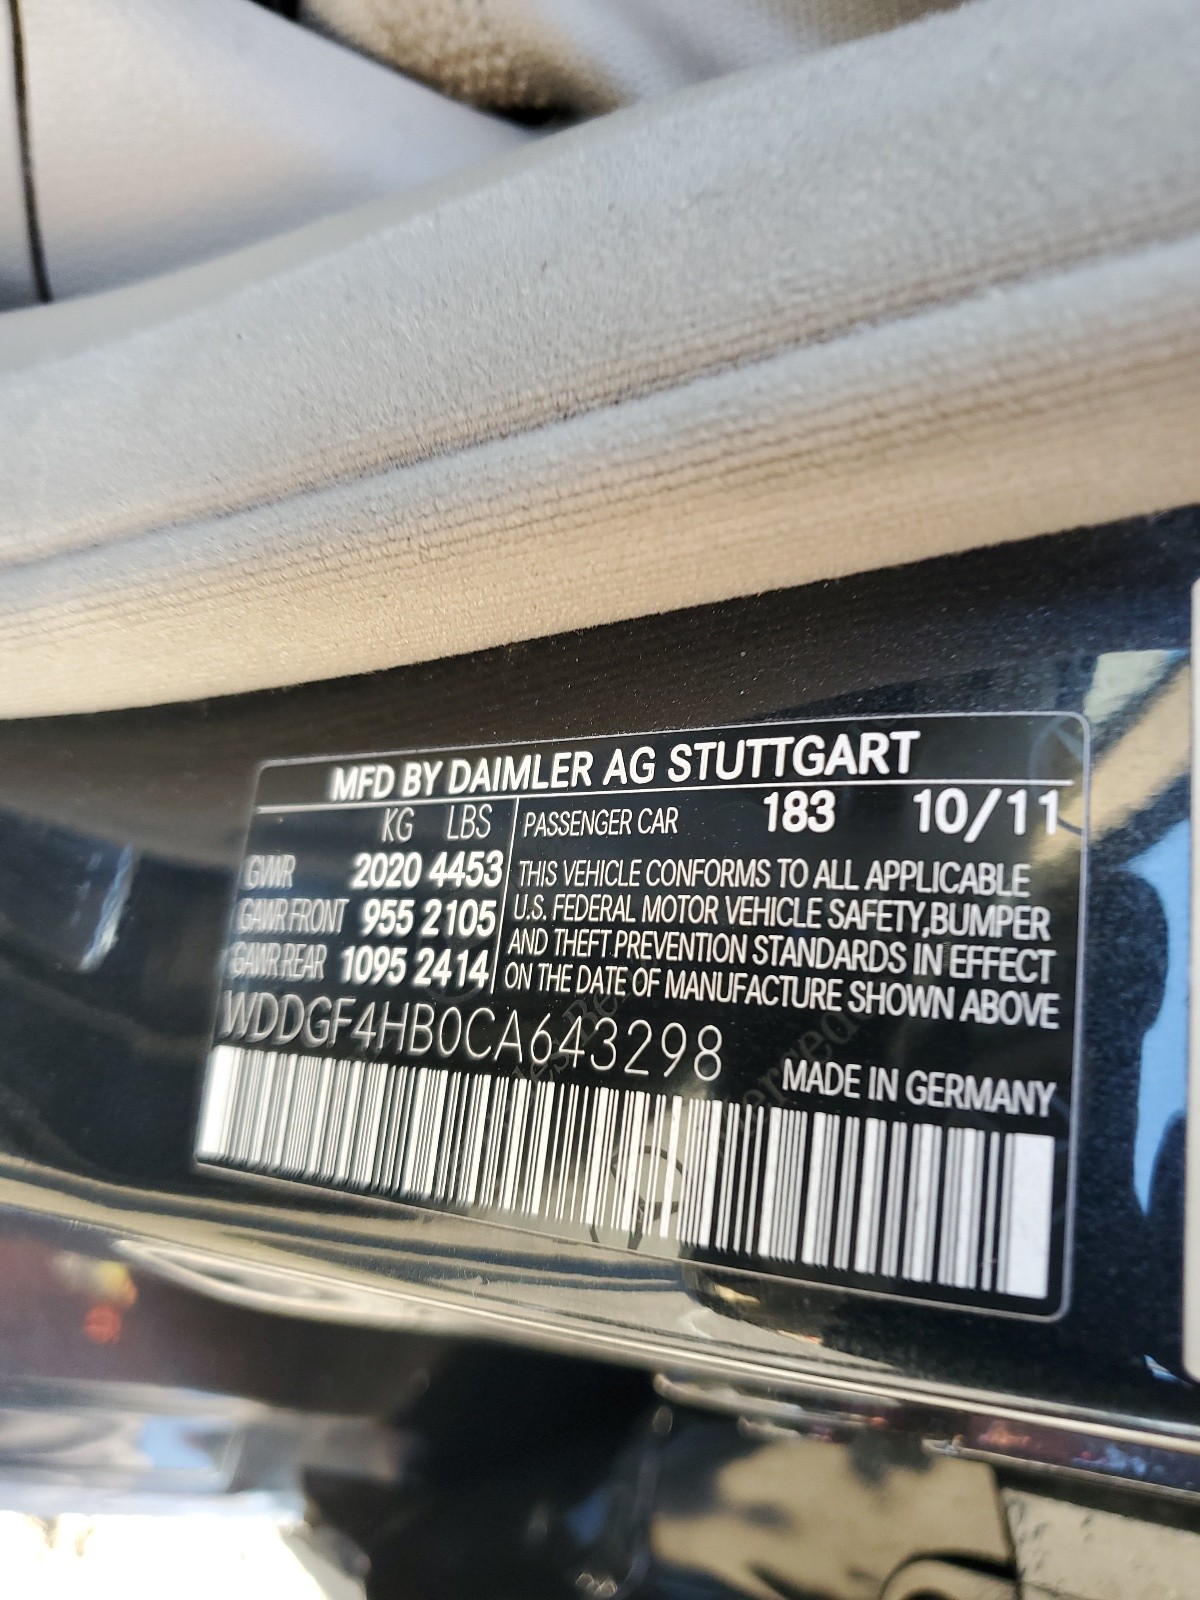 MFD BY DAIMLER AG STUTTGART
KG LBS PASSENGER CAR 183 10/11
GVWR 2020 4453
GAWR FRONT 955 2105
GAWR REAR 1095 2414
THIS VEHICLE CONFORMS TO ALL APPLICABLE
U.S. FEDERAL MOTOR VEHICLE SAFETY,BUMPER
AND THEFT PREVENTION STANDARDS IN EFFECT
ON THE DATE OF MANUFACTURE SHOWN ABOVE
WDDGF4HB0CA643298
MADE IN GERMANY